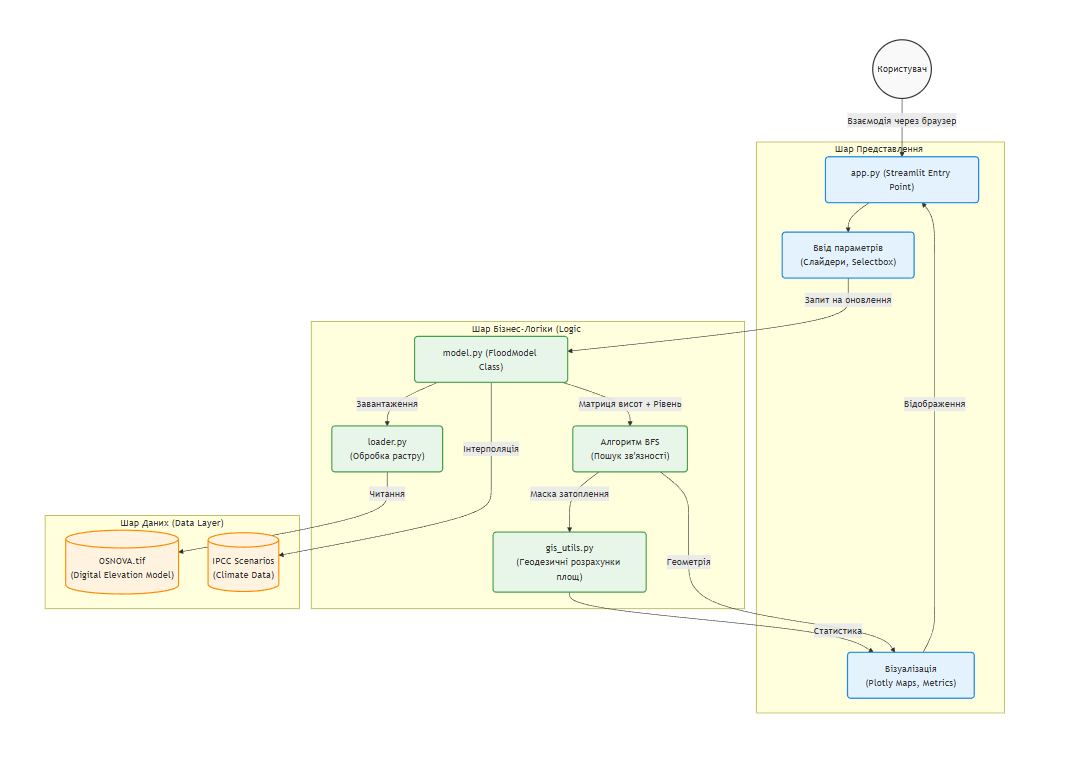 Користувач
Взаємодія через браузер
Шар Представлення
app.py (Streamlit Entry
Point)
Ввід параметрів
(Слайдери, Selectbox)
Запит на оновлення
Шар Бізнес-Логіки (Logic
model.py (FloodModel
Class)
Завантаження
Матриця висот + Рівень
Відображення
loader.py
(Обробка растру)
Інтерполяція
Алгоритм BFS
(Пошук зв'язності)
Читання
Маска затоплення
Шар Даних (Data Layer)
OSNOVA.tif
(Digital Elevation Model)
IPCC Scenarios
(Climate Data)
gis_utils.py
(Геодезичні розрахунки
площ)
Геометрія
Статистика
Візуалізація
(Plotly Maps, Metrics)